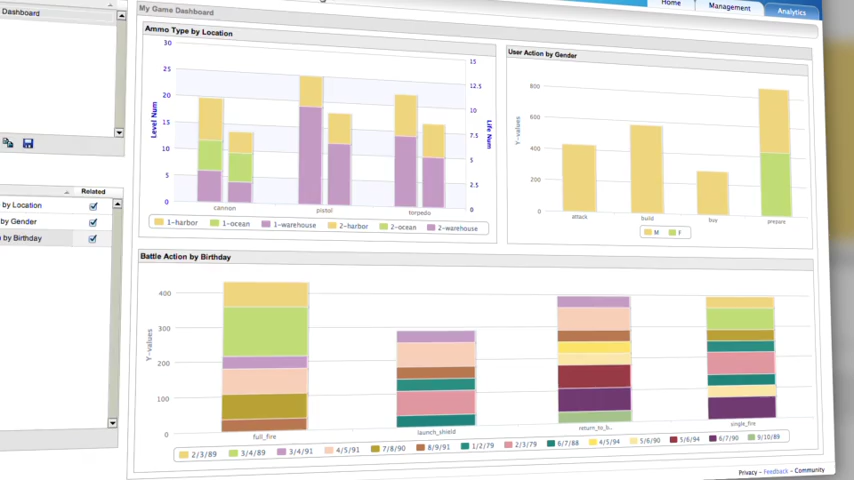 Home Management Analytics
Dashboard
My Game Dashboard
Ammo Type by Location
30
25
20
15
10
5
0
Level Num
15
12.5
10
7.5
5
2.5
0
Life Num
cannon pistol torpedo
1-harbor 1-ocean 1-warehouse 2-harbor 2-ocean 2-warehouse
User Action by Gender
800
600
400
200
0
Y-values
attack build buy prepare
M F
Related
by Location
by Gender
by Birthday
Battle Action by Birthday
400
300
200
100
0
Y-values
full_fire launch_shield return_to_b.. single_fire
2/3/89 3/4/89 3/4/91 4/5/91 7/8/90 8/9/91 1/2/79 2/3/79 6/7/88 4/5/94 5/6/90 5/6/94 6/7/90 9/10/89
Privacy - Feedback - Community